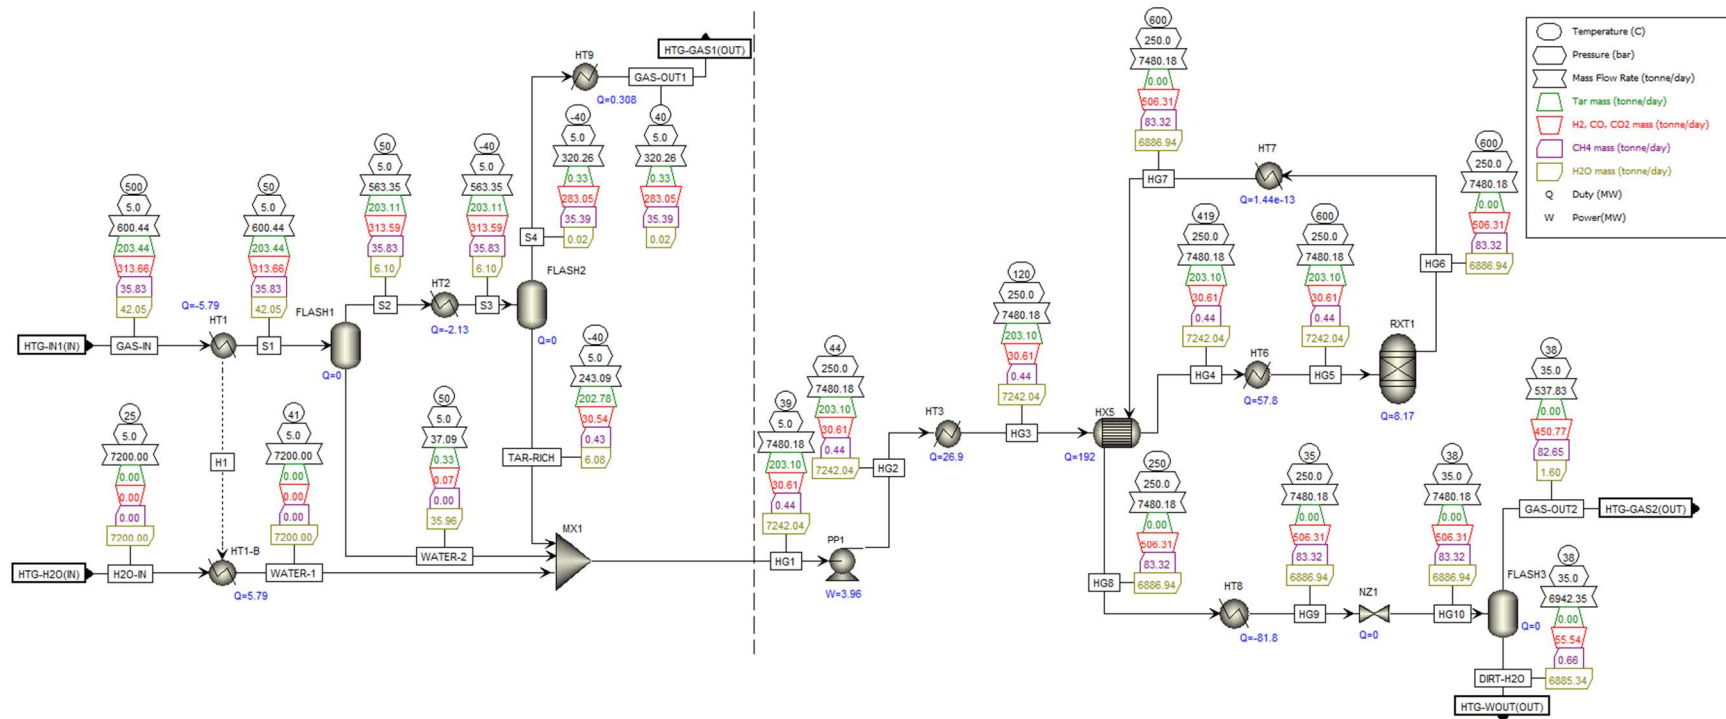 HTG-IN1(IN)
GAS-IN
500
5.0
600.44
203.44
313.66
35.83
42.05
Q=-5.79
HT1
S1
50
5.0
600.44
203.44
313.66
35.83
42.05
FLASH1
Q=0
HTG-H2O(IN)
H2O-IN
25
5.0
7200.00
0.00
0.00
0.00
7200.00
H1
HT1-B
Q=5.79
WATER-1
41
5.0
7200.00
0.00
0.00
0.00
7200.00
S2
50
5.0
563.35
203.11
313.59
35.83
6.10
HT2
Q=-2.13
S3
-40
5.0
563.35
203.11
313.59
35.83
6.10
FLASH2
Q=0
S4
-40
5.0
320.26
0.33
283.05
35.39
0.02
HT9
Q=0.308
GAS-OUT1
HTG-GAS1(OUT)
40
5.0
320.26
0.33
283.05
35.39
0.02
WATER-2
50
5.0
37.09
0.33
0.07
0.00
35.96
TAR-RICH
-40
5.0
243.09
202.78
30.54
0.43
6.08
MX1
HG1
39
5.0
7480.18
203.10
30.61
0.44
7242.04
PP1
W=3.96
HG2
44
250.0
7480.18
203.10
30.61
0.44
7242.04
HT3
Q=26.9
HG3
120
250.0
7480.18
203.10
30.61
0.44
7242.04
HX5
Q=192
HG4
419
250.0
7480.18
203.10
30.61
0.44
7242.04
HT6
Q=57.8
HG5
600
250.0
7480.18
203.10
30.61
0.44
7242.04
RXT1
Q=8.17
HG6
600
250.0
7480.18
0.00
506.31
83.32
6886.94
HT7
Q=1.44e-13
HG7
600
250.0
7480.18
0.00
506.31
83.32
6886.94
HG8
250
250.0
7480.18
0.00
506.31
83.32
6886.94
HT8
Q=-81.8
HG9
35
250.0
7480.18
0.00
506.31
83.32
6886.94
NZ1
Q=0
HG10
38
35.0
7480.18
0.00
506.31
83.32
6886.94
FLASH3
Q=0
GAS-OUT2
HTG-GAS2(OUT)
38
35.0
537.83
0.00
450.77
82.65
1.60
DIRT-H2O
HTG-WOUT(OUT)
38
35.0
6942.35
0.00
55.54
0.66
6885.34
Temperature (C)
Pressure (bar)
Mass Flow Rate (tonne/day)
Tar mass (tonne/day)
H2, CO, CO2 mass (tonne/day)
CH4 mass (tonne/day)
H2O mass (tonne/day)
Q Duty (MW)
W Power(MW)